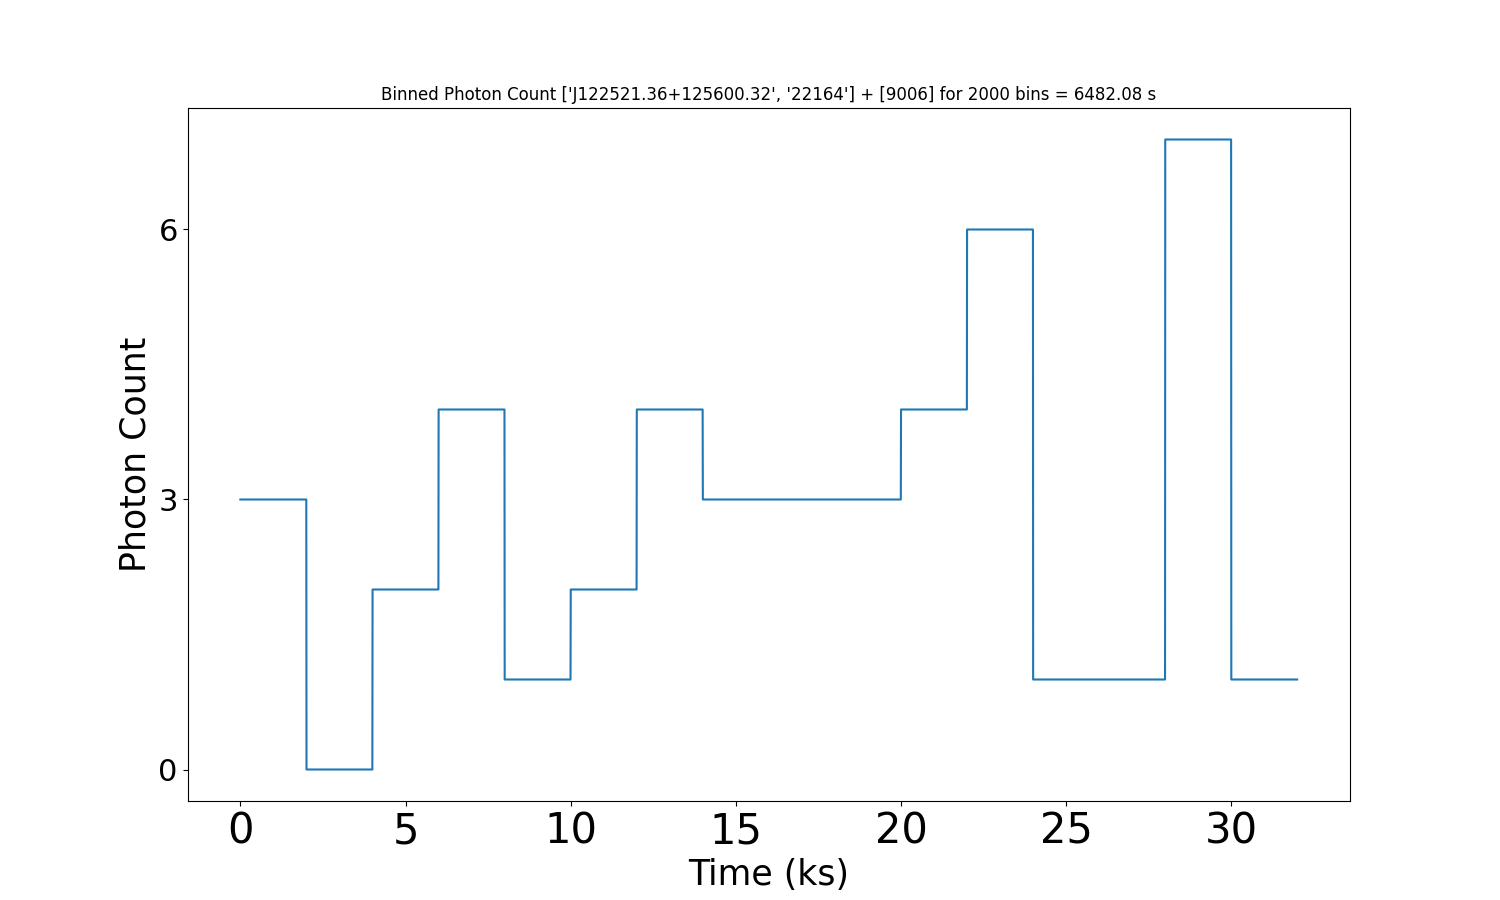 Binned Photon Count ['J122521.36+125600.32', '22164'] + [9006] for 2000 bins = 6482.08 s
6
3
0
Photon Count
0 5 10 15 20 25 30
Time (ks)